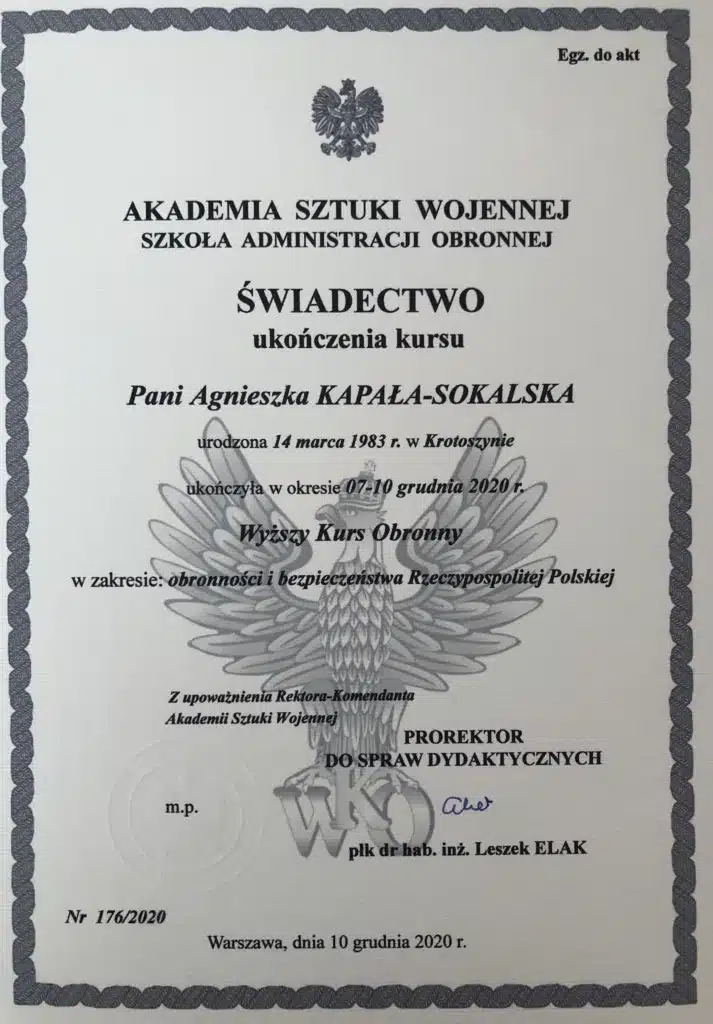 Egz. do akt
AKADEMIA SZTUKI WOJENNEJ
SZKOŁA ADMINISTRACJI OBRONNEJ
ŚWIADECTWO
ukończenia kursu
Pani Agnieszka KAPAŁA-SOKALSKA
urodzona 14 marca 1983 r. w Krotoszynie
ukończyła w okresie 07-10 grudnia 2020 r.
Wyższy Kurs Obronny
w zakresie: obronności i bezpieczeństwa Rzeczypospolitej Polskiej
Z upoważnienia Rektora-Komendanta
Akademii Sztuki Wojennej
PROREKTOR
DO SPRAW DYDAKTYCZNYCH
m.p.
WKO
płk dr hab. inż. Leszek ELAK
Nr 176/2020
Warszawa, dnia 10 grudnia 2020 r.